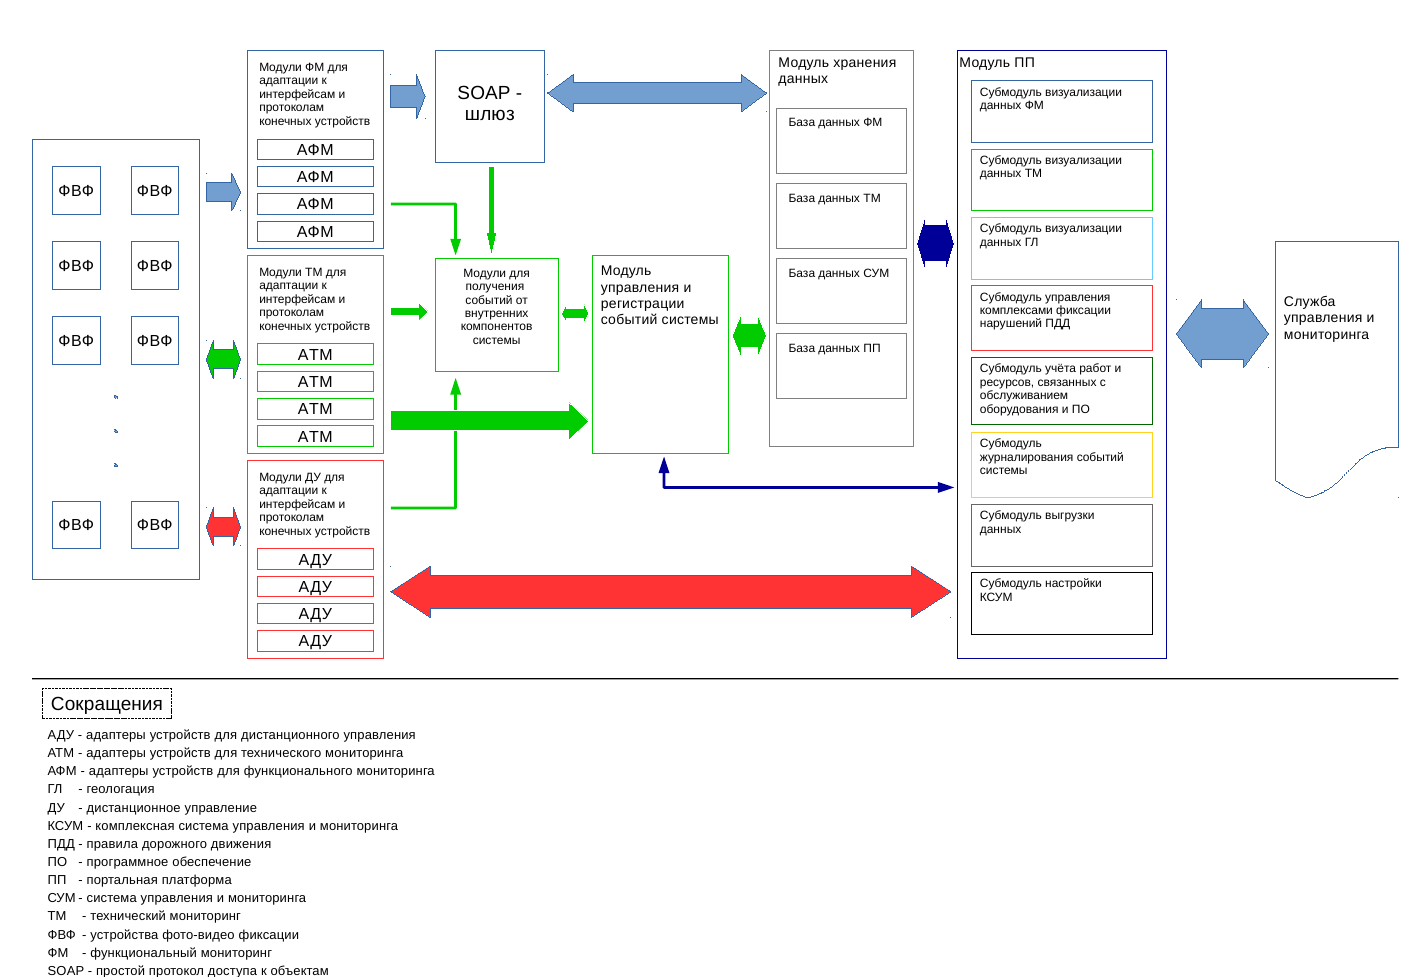 ФВФ
ФВФ
ФВФ
ФВФ
ФВФ
ФВФ
ФВФ
ФВФ
Модули ФМ для
адаптации к
интерфейсам и
протоколам
конечных устройств
АФМ
АФМ
АФМ
АФМ
Модули ТМ для
адаптации к
интерфейсам и
протоколам
конечных устройств
АТМ
АТМ
АТМ
АТМ
Модули ДУ для
адаптации к
интерфейсам и
протоколам
конечных устройств
АДУ
АДУ
АДУ
АДУ
SOAP -
шлюз
Модули для
получения
событий от
внутренних
компонентов
системы
Модуль
управления и
регистрации
событий системы
Модуль хранения
данных
База данных ФМ
База данных ТМ
База данных СУМ
База данных ПП
Модуль ПП
Субмодуль визуализации
данных ФМ
Субмодуль визуализации
данных ТМ
Субмодуль визуализации
данных ГЛ
Субмодуль управления
комплексами фиксации
нарушений ПДД
Субмодуль учёта работ и
ресурсов, связанных с
обслуживанием
оборудования и ПО
Субмодуль
журналирования событий
системы
Субмодуль выгрузки
данных
Субмодуль настройки
КСУМ
Служба
управления и
мониторинга
Сокращения
АДУ - адаптеры устройств для дистанционного управления
АТМ - адаптеры устройств для технического мониторинга
АФМ - адаптеры устройств для функционального мониторинга
ГЛ - геологация
ДУ - дистанционное управление
КСУМ - комплексная система управления и мониторинга
ПДД - правила дорожного движения
ПО - программное обеспечение
ПП - портальная платформа
СУМ - система управления и мониторинга
ТМ - технический мониторинг
ФВФ - устройства фото-видео фиксации
ФМ - функциональный мониторинг
SOAP - простой протокол доступа к объектам